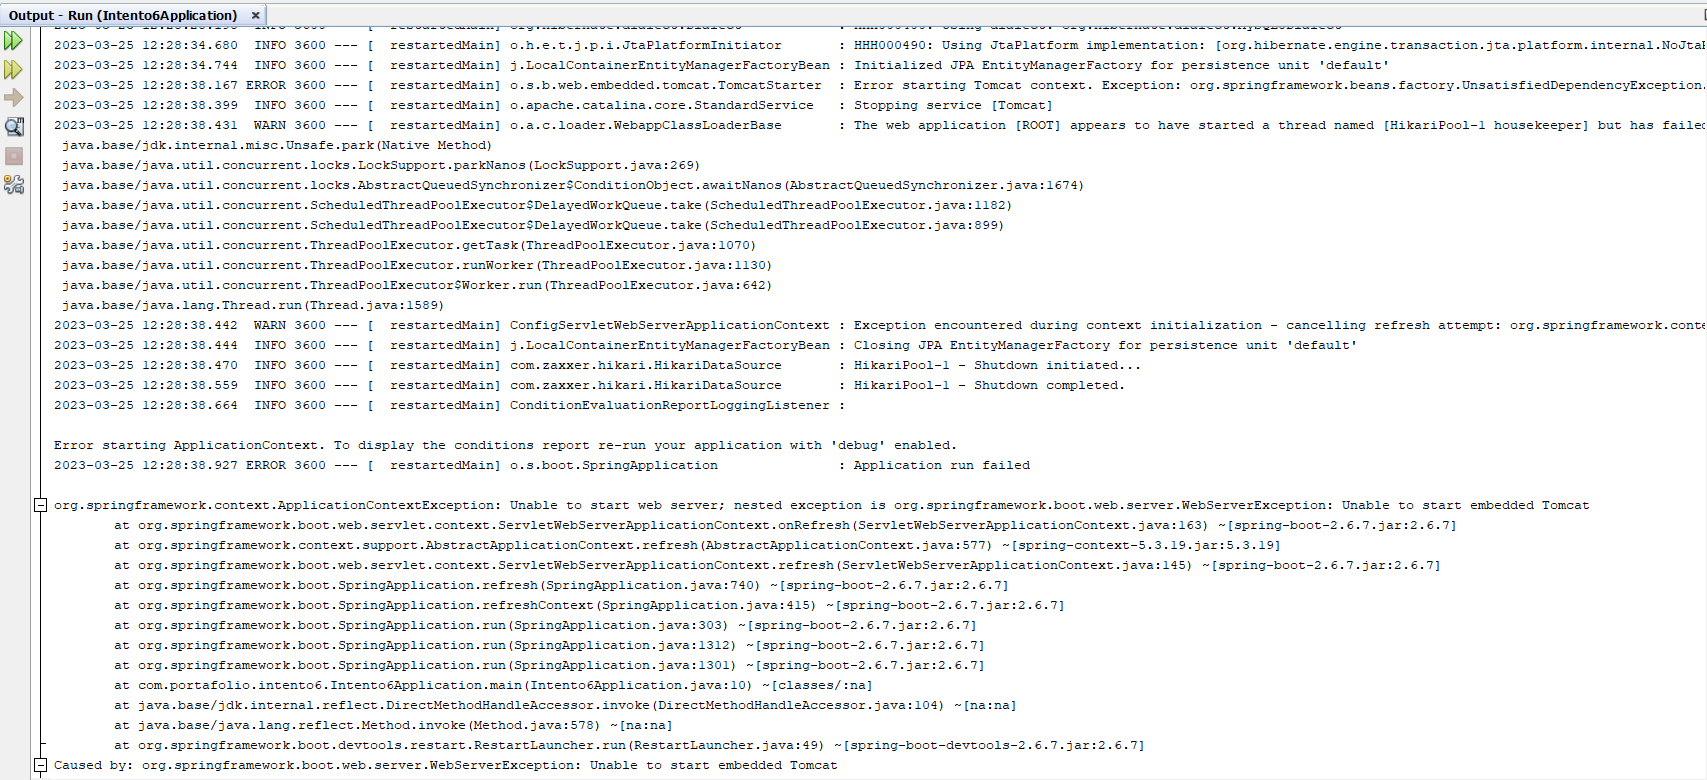 Output - Run (Intento6Application)
2023-03-25 12:28:34.680  INFO 3600 --- [  restartedMain] o.h.e.t.j.p.i.JtaPlatformInitiator       : HHH000490: Using JtaPlatform implementation: [org.hibernate.engine.transaction.jta.platform.internal.NoJtaP
2023-03-25 12:28:34.744  INFO 3600 --- [  restartedMain] j.LocalContainerEntityManagerFactoryBean : Initialized JPA EntityManagerFactory for persistence unit 'default'
2023-03-25 12:28:38.167 ERROR 3600 --- [  restartedMain] o.s.b.web.embedded.tomcat.TomcatStarter  : Error starting Tomcat context. Exception: org.springframework.beans.factory.UnsatisfiedDependencyException.
2023-03-25 12:28:38.399  INFO 3600 --- [  restartedMain] o.apache.catalina.core.StandardService   : Stopping service [Tomcat]
2023-03-25 12:28:38.431  WARN 3600 --- [  restartedMain] o.a.c.loader.WebappClassLoaderBase       : The web application [ROOT] appears to have started a thread named [HikariPool-1 housekeeper] but has faile
java.base/jdk.internal.misc.Unsafe.park(Native Method)
java.base/java.util.concurrent.locks.LockSupport.parkNanos(LockSupport.java:269)
java.base/java.util.concurrent.locks.AbstractQueuedSynchronizer$ConditionObject.awaitNanos(AbstractQueuedSynchronizer.java:1674)
java.base/java.util.concurrent.ScheduledThreadPoolExecutor$DelayedWorkQueue.take(ScheduledThreadPoolExecutor.java:1182)
java.base/java.util.concurrent.ScheduledThreadPoolExecutor$DelayedWorkQueue.take(ScheduledThreadPoolExecutor.java:899)
java.base/java.util.concurrent.ThreadPoolExecutor.getTask(ThreadPoolExecutor.java:1070)
java.base/java.util.concurrent.ThreadPoolExecutor.runWorker(ThreadPoolExecutor.java:1130)
java.base/java.util.concurrent.ThreadPoolExecutor$Worker.run(ThreadPoolExecutor.java:642)
java.base/java.lang.Thread.run(Thread.java:1589)
2023-03-25 12:28:38.442  WARN 3600 --- [  restartedMain] ConfigServletWebServerApplicationContext : Exception encountered during context initialization - cancelling refresh attempt: org.springframework.conte
2023-03-25 12:28:38.444  INFO 3600 --- [  restartedMain] j.LocalContainerEntityManagerFactoryBean : Closing JPA EntityManagerFactory for persistence unit 'default'
2023-03-25 12:28:38.470  INFO 3600 --- [  restartedMain] com.zaxxer.hikari.HikariDataSource       : HikariPool-1 - Shutdown initiated...
2023-03-25 12:28:38.559  INFO 3600 --- [  restartedMain] com.zaxxer.hikari.HikariDataSource       : HikariPool-1 - Shutdown completed.
2023-03-25 12:28:38.664  INFO 3600 --- [  restartedMain] ConditionEvaluationReportLoggingListener :
Error starting ApplicationContext. To display the conditions report re-run your application with 'debug' enabled.
2023-03-25 12:28:38.927 ERROR 3600 --- [  restartedMain] o.s.boot.SpringApplication               : Application run failed
org.springframework.context.ApplicationContextException: Unable to start web server; nested exception is org.springframework.boot.web.server.WebServerException: Unable to start embedded Tomcat
at org.springframework.boot.web.servlet.context.ServletWebServerApplicationContext.onRefresh(ServletWebServerApplicationContext.java:163) ~[spring-boot-2.6.7.jar:2.6.7]
at org.springframework.context.support.AbstractApplicationContext.refresh(AbstractApplicationContext.java:577) ~[spring-context-5.3.19.jar:5.3.19]
at org.springframework.boot.web.servlet.context.ServletWebServerApplicationContext.refresh(ServletWebServerApplicationContext.java:145) ~[spring-boot-2.6.7.jar:2.6.7]
at org.springframework.boot.SpringApplication.refresh(SpringApplication.java:740) ~[spring-boot-2.6.7.jar:2.6.7]
at org.springframework.boot.SpringApplication.refreshContext(SpringApplication.java:415) ~[spring-boot-2.6.7.jar:2.6.7]
at org.springframework.boot.SpringApplication.run(SpringApplication.java:303) ~[spring-boot-2.6.7.jar:2.6.7]
at org.springframework.boot.SpringApplication.run(SpringApplication.java:1312) ~[spring-boot-2.6.7.jar:2.6.7]
at org.springframework.boot.SpringApplication.run(SpringApplication.java:1301) ~[spring-boot-2.6.7.jar:2.6.7]
at com.portafolio.intento6.Intento6Application.main(Intento6Application.java:10) ~[classes/:na]
at java.base/jdk.internal.reflect.DirectMethodHandleAccessor.invoke(DirectMethodHandleAccessor.java:104) ~[na:na]
at java.base/java.lang.reflect.Method.invoke(Method.java:578) ~[na:na]
at org.springframework.boot.devtools.restart.RestartLauncher.run(RestartLauncher.java:49) ~[spring-boot-devtools-2.6.7.jar:2.6.7]
Caused by: org.springframework.boot.web.server.WebServerException: Unable to start embedded Tomcat